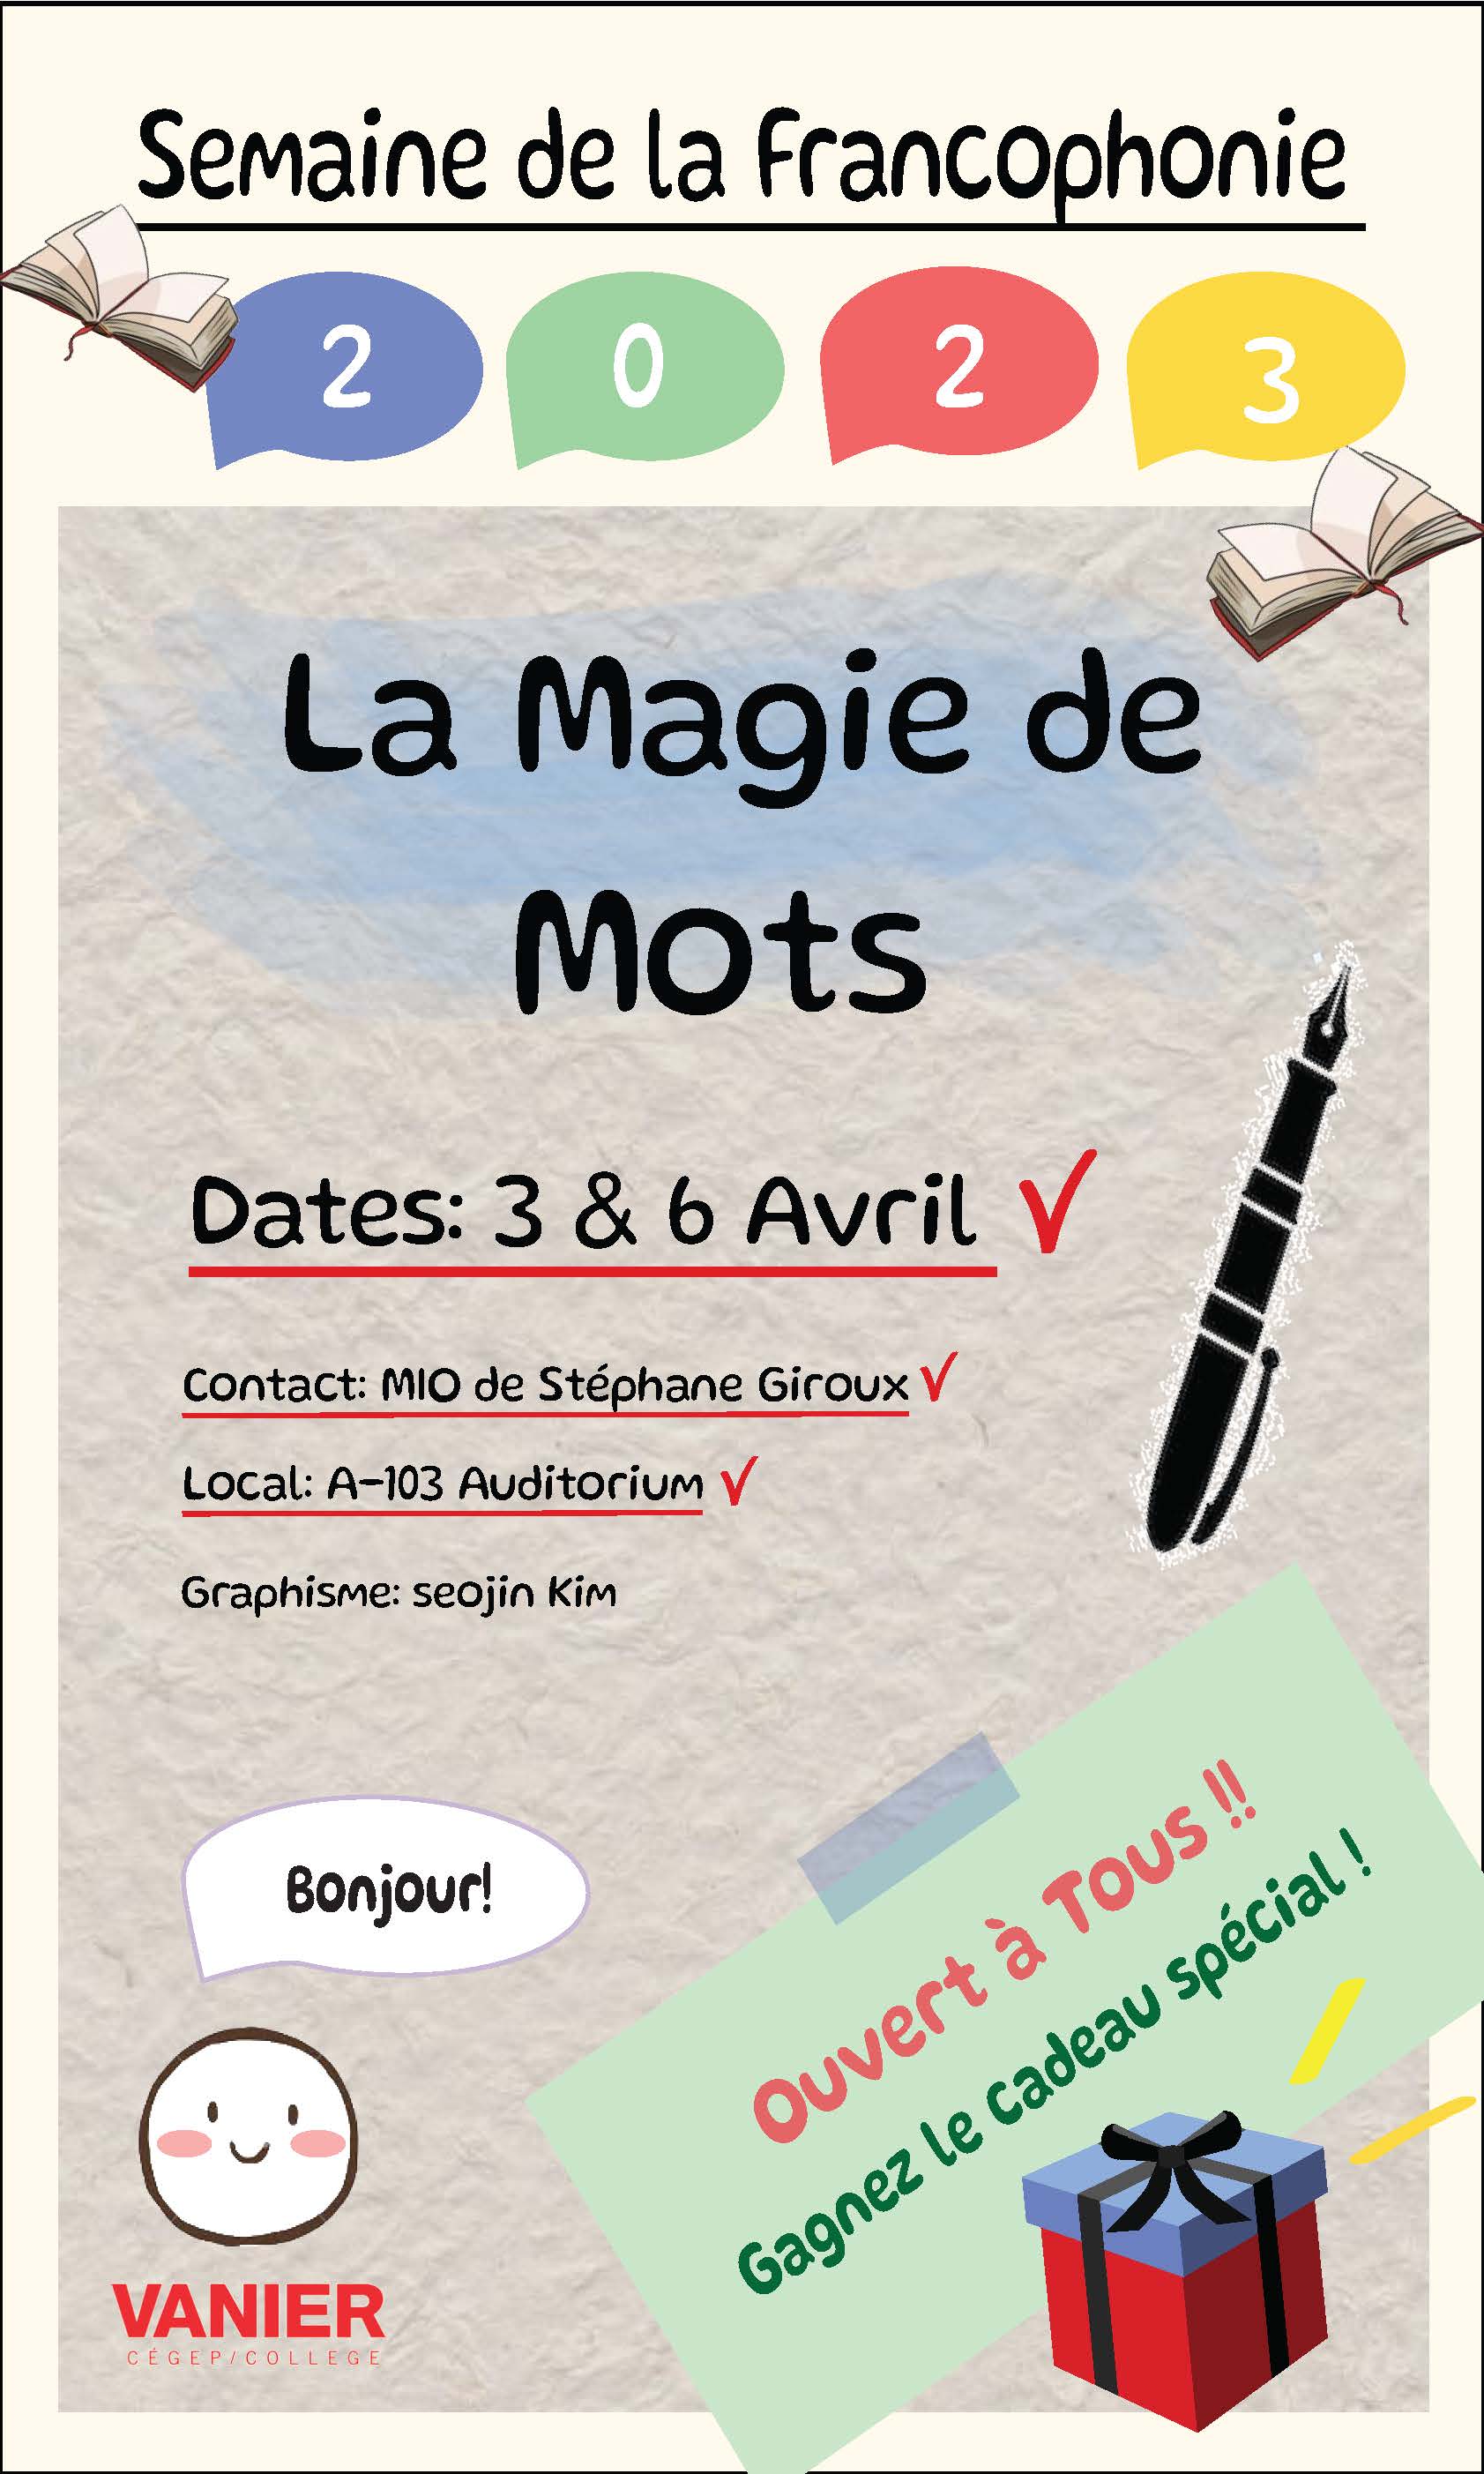 Semaine de la Francophonie
2 0 2 3
La Magie de
Mots
Dates: 3 & 6 Avril
Contact: MIO de Stéphane Giroux
Local: A-103 Auditorium
Graphisme: seojin Kim
Bonjour!
Ouvert à Tous !!
Gagnez le cadeau spécial !
VANIER
CÉGEP/COLLEGE